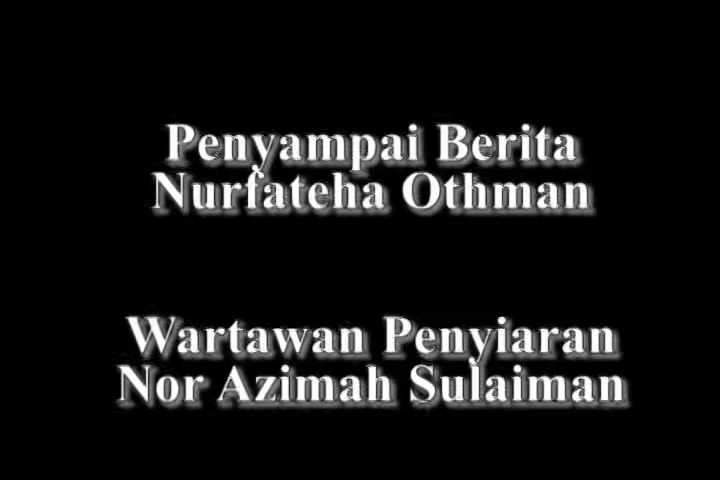 Penyampai Berita
Nurfateha Othman
Wartawan Penyiaran
Nor Azimah Sulaiman